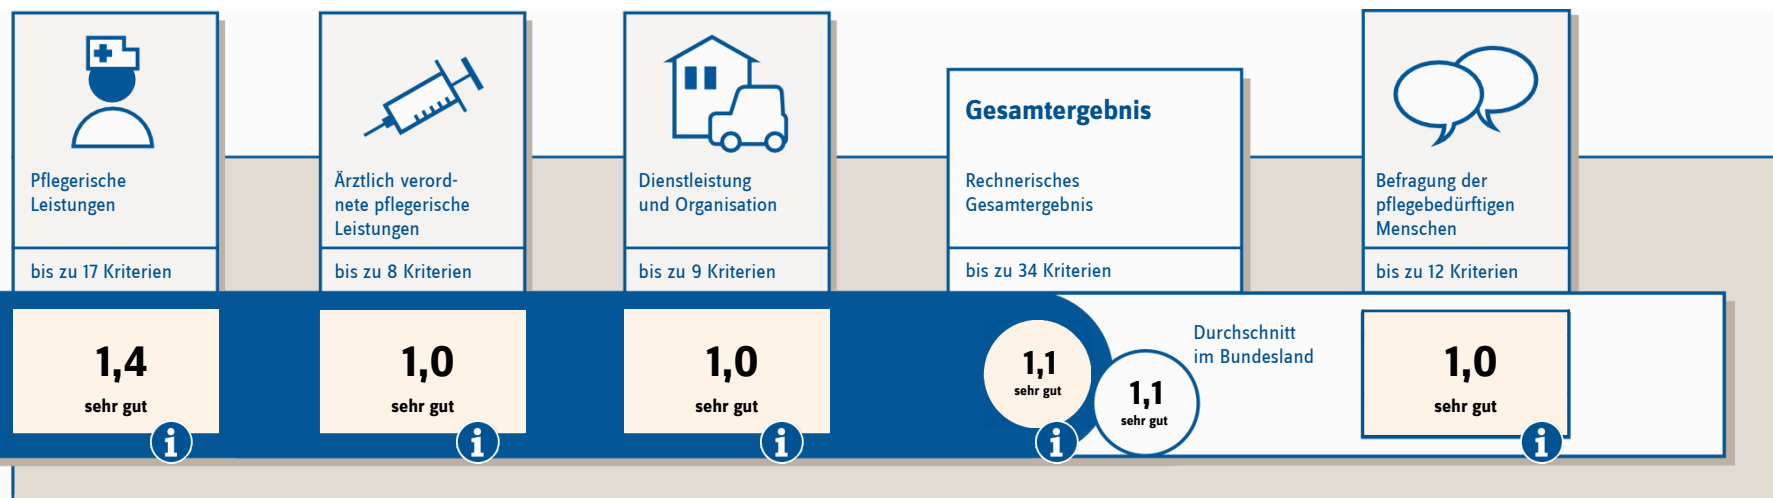 Pflegerische
Leistungen
bis zu 17 Kriterien
1,4
sehr gut
i
Ärztlich verord-
nete pflegerische
Leistungen
bis zu 8 Kriterien
1,0
sehr gut
i
Dienstleistung
und Organisation
bis zu 9 Kriterien
1,0
sehr gut
i
Gesamtergebnis
Rechnerisches
Gesamtergebnis
bis zu 34 Kriterien
1,1
sehr gut
i
1,1
sehr gut
Durchschnitt
im Bundesland
Befragung der
pflegebedürftigen
Menschen
bis zu 12 Kriterien
1,0
sehr gut
i